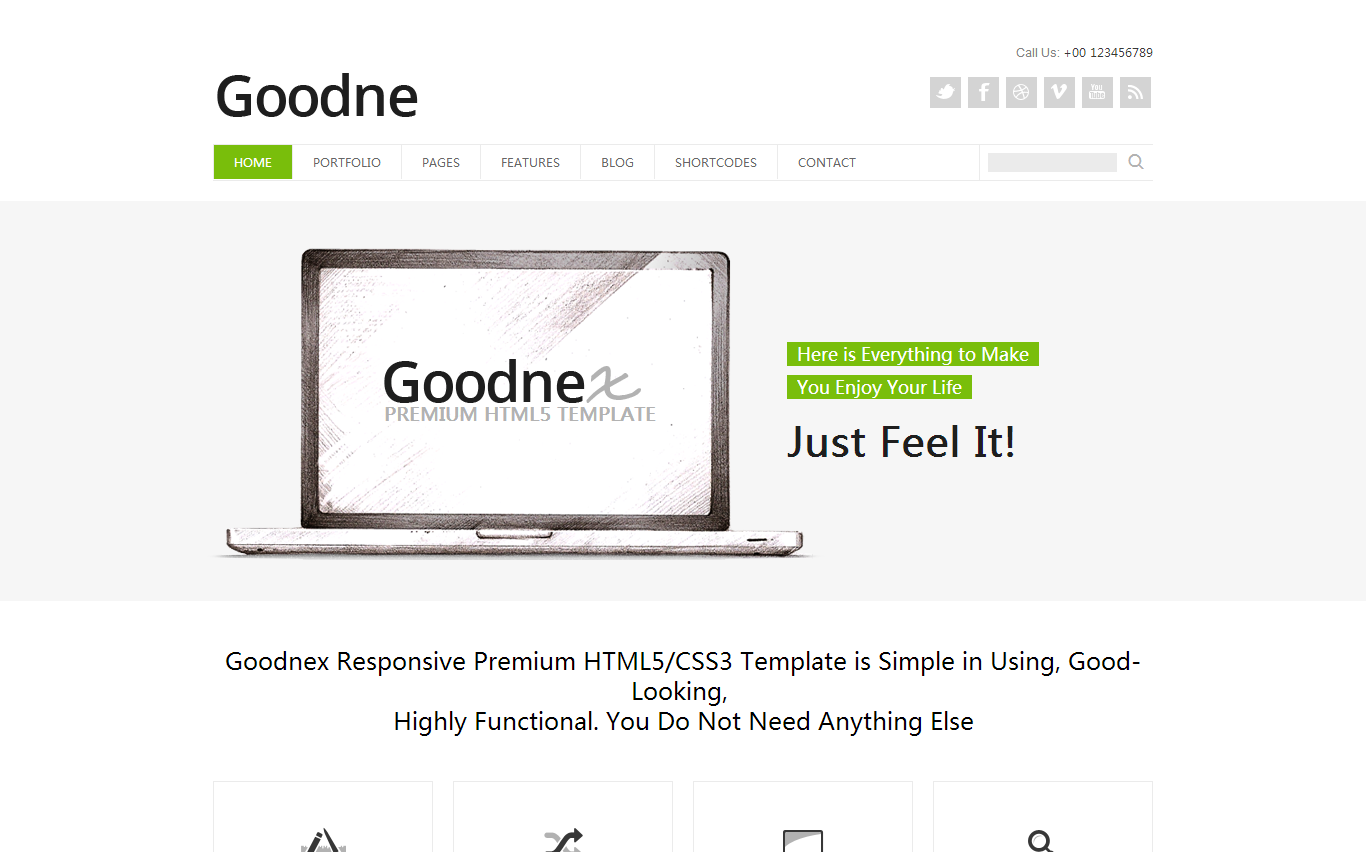 Call Us: +00 123456789
Goodne
HOME PORTFOLIO PAGES FEATURES BLOG SHORTCODES CONTACT
Goodnex
PREMIUM HTML5 TEMPLATE
Here is Everything to Make
You Enjoy Your Life
Just Feel It!
Goodnex Responsive Premium HTML5/CSS3 Template is Simple in Using, Good-
Looking,
Highly Functional. You Do Not Need Anything Else